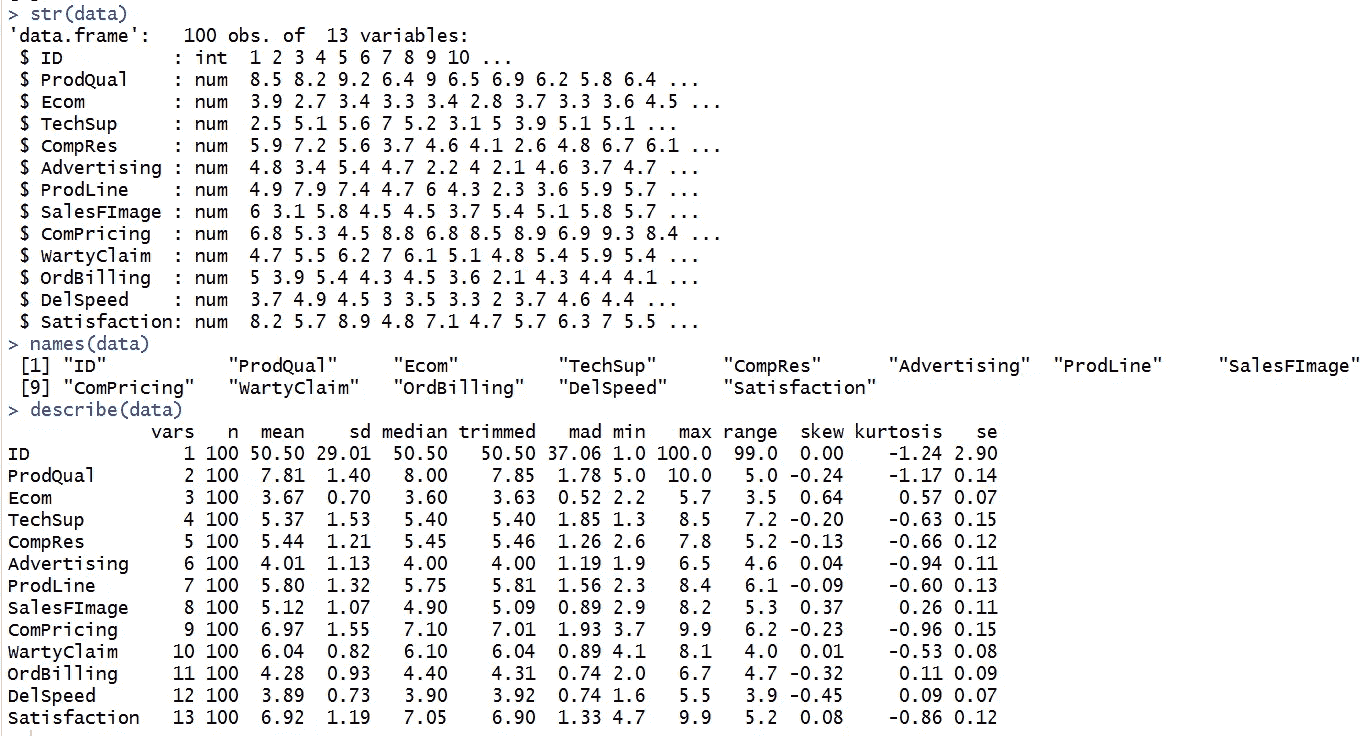 > str(data)
'data.frame':   100 obs. of  13 variables:
 $ ID          : int  1 2 3 4 5 6 7 8 9 10 ...
 $ ProdQual    : num  8.5 8.2 9.2 6.4 9 6.5 6.9 6.2 5.8 6.4 ...
 $ Ecom        : num  3.9 2.7 3.4 3.3 3.4 2.8 3.7 3.3 3.6 4.5 ...
 $ TechSup     : num  2.5 5.1 5.6 7 5.2 3.1 5 3.9 5.1 5.1 ...
 $ CompRes     : num  5.9 7.2 5.6 3.7 4.6 4.1 2.6 4.8 6.7 6.1 ...
 $ Advertising : num  4.8 3.4 5.4 4.7 2.2 4 2.1 4.6 3.7 4.7 ...
 $ ProdLine    : num  4.9 7.9 7.4 4.7 6 4.3 2.3 3.6 5.9 5.7 ...
 $ SalesFImage : num  6 3.1 5.8 4.5 4.5 3.7 5.4 5.1 5.8 5.7 ...
 $ ComPricing  : num  6.8 5.3 4.5 8.8 6.8 8.5 8.9 6.9 9.3 8.4 ...
 $ WartyClaim  : num  4.7 5.5 6.2 7 6.1 5.1 4.8 5.4 5.9 5.4 ...
 $ OrdBilling  : num  5 3.9 5.4 4.3 4.5 3.6 2.1 4.3 4.4 4.1 ...
 $ DelSpeed    : num  3.7 4.9 4.5 3 3.5 3.3 2 3.7 4.6 4.4 ...
 $ Satisfaction: num  8.2 5.7 8.9 4.8 7.1 4.7 5.7 6.3 7 5.5 ...
> names(data)
 [1] "ID"           "ProdQual"     "Ecom"         "TechSup"      "CompRes"      "Advertising"  "ProdLine"     "SalesFImage"
 [9] "ComPricing"   "WartyClaim"   "OrdBilling"   "DelSpeed"     "Satisfaction"
> describe(data)
             vars   n  mean    sd median trimmed   mad min   max range  skew kurtosis   se
ID              1 100 50.50 29.01  50.50   50.50 37.06 1.0 100.0  99.0  0.00    -1.24 2.90
ProdQual        2 100  7.81  1.40   8.00    7.85  1.78 5.0  10.0   5.0 -0.24    -1.17 0.14
Ecom            3 100  3.67  0.70   3.60    3.63  0.52 2.2   5.7   3.5  0.64     0.57 0.07
TechSup         4 100  5.37  1.53   5.40    5.40  1.85 1.3   8.5   7.2 -0.20    -0.63 0.15
CompRes         5 100  5.44  1.21   5.45    5.46  1.26 2.6   7.8   5.2 -0.13    -0.66 0.12
Advertising     6 100  4.01  1.13   4.00    4.00  1.19 1.9   6.5   4.6  0.04    -0.94 0.11
ProdLine        7 100  5.80  1.32   5.75    5.81  1.56 2.3   8.4   6.1 -0.09    -0.60 0.13
SalesFImage     8 100  5.12  1.07   4.90    5.09  0.89 2.9   8.2   5.3  0.37     0.26 0.11
ComPricing      9 100  6.97  1.55   7.10    7.01  1.93 3.7   9.9   6.2 -0.23    -0.96 0.15
WartyClaim     10 100  6.04  0.82   6.10    6.04  0.89 4.1   8.1   4.0  0.01    -0.53 0.08
OrdBilling     11 100  4.28  0.93   4.40    4.31  0.74 2.0   6.7   4.7 -0.32     0.11 0.09
DelSpeed       12 100  3.89  0.73   3.90    3.92  0.74 1.6   5.5   3.9 -0.45     0.09 0.07
Satisfaction   13 100  6.92  1.19   7.05    6.90  1.33 4.7   9.9   5.2  0.08    -0.86 0.12